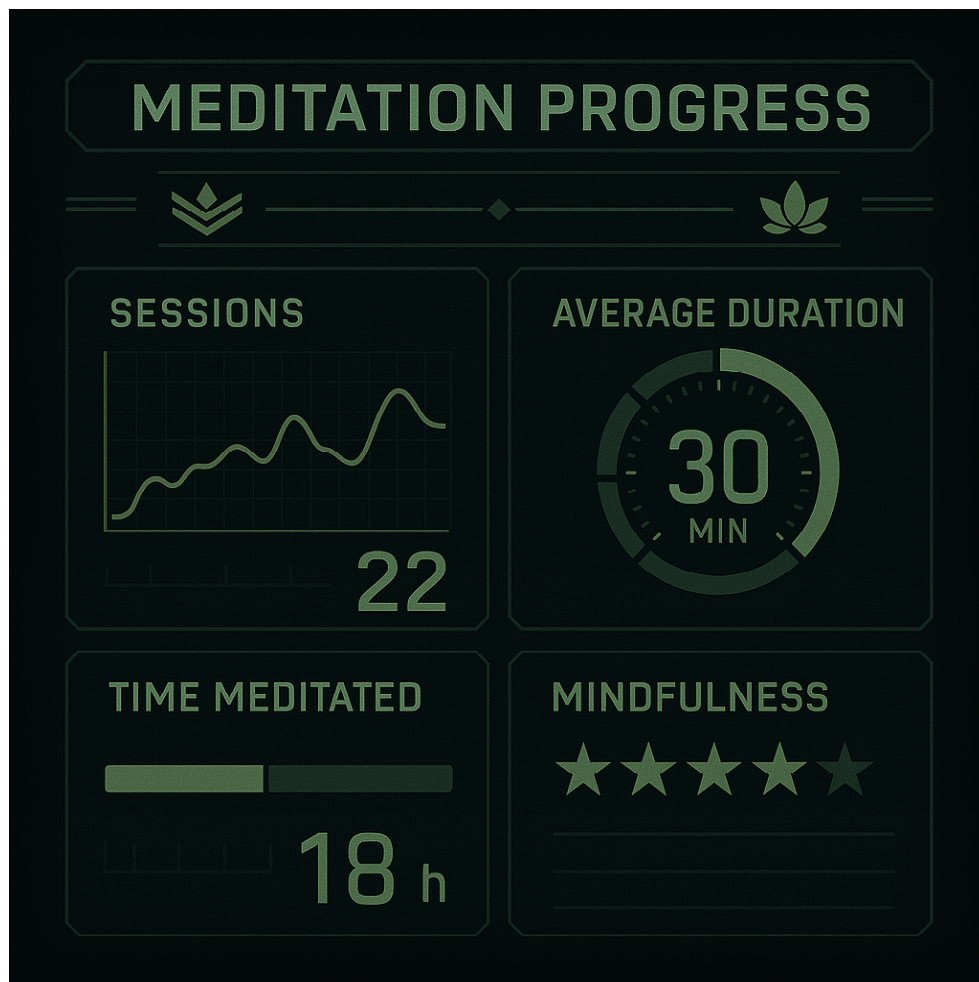 MEDITATION PROGRESS
SESSIONS
22
AVERAGE DURATION
30
MIN
TIME MEDITATED
18 h
MINDFULNESS